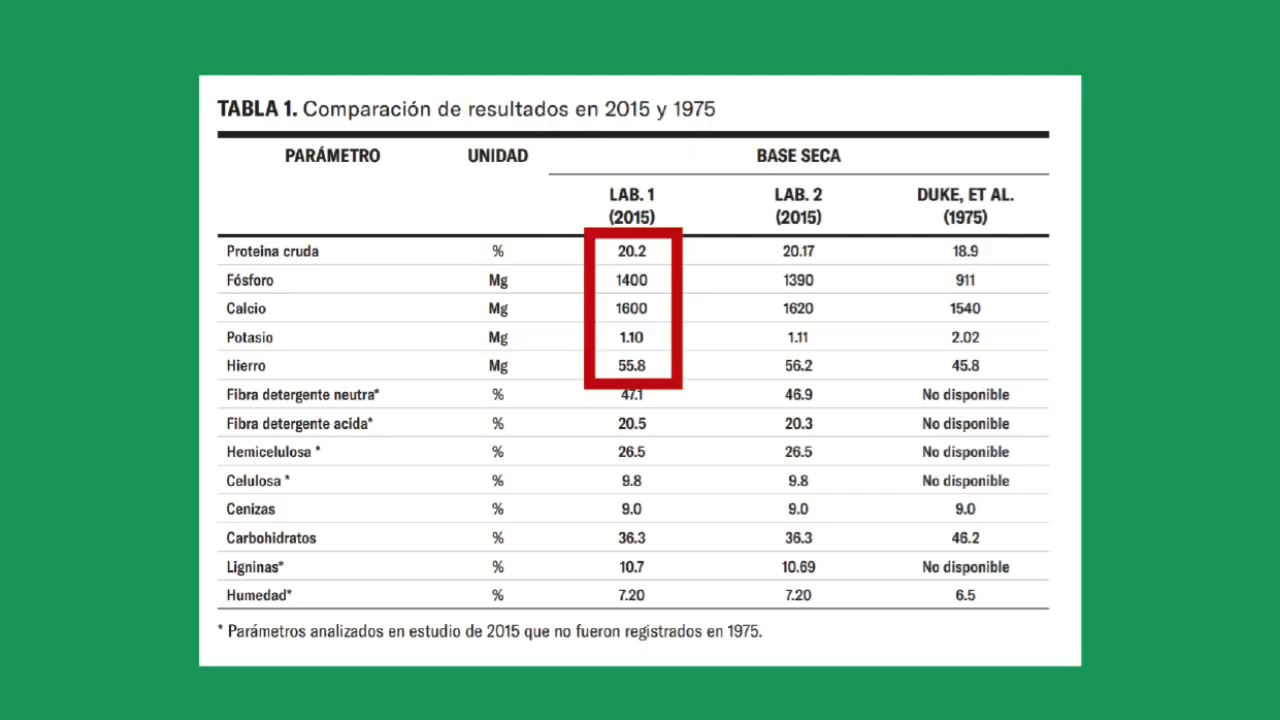 TABLA 1. Comparación de resultados en 2015 y 1975
PARÁMETRO UNIDAD BASE SECA
LAB. 1 (2015) LAB. 2 (2015) DUKE, ET AL. (1975)
Proteina cruda % 20.2 20.17 18.9
Fósforo Mg 1400 1390 911
Calcio Mg 1600 1620 1540
Potasio Mg 1.10 1.11 2.02
Hierro Mg 55.8 56.2 45.8
Fibra detergente neutra* % 47.1 46.9 No disponible
Fibra detergente acida* % 20.5 20.3 No disponible
Hemicelulosa * % 26.5 26.5 No disponible
Celulosa * % 9.8 9.8 No disponible
Cenizas % 9.0 9.0 9.0
Carbohidratos % 36.3 36.3 46.2
Ligninas* % 10.7 10.69 No disponible
Humedad* % 7.20 7.20 6.5
* Parámetros analizados en estudio de 2015 que no fueron registrados en 1975.